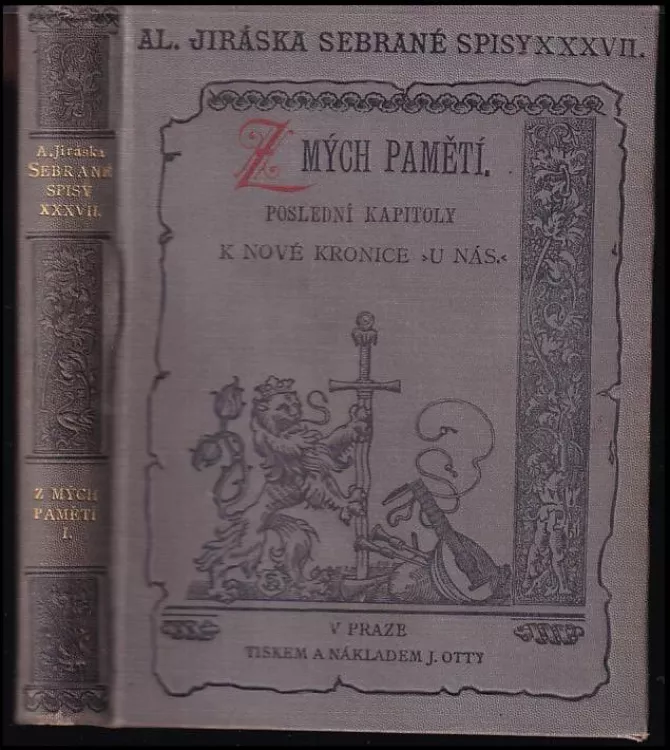 A. Jiráska
SEBRANÉ
SPISY
XXXVII.
Z MÝCH
PAMĚTÍ
I.
AL. JIRÁSKA SEBRANÉ SPISY XXXVII.
Z MÝCH PAMĚTÍ.
POSLEDNÍ KAPITOLY
K NOVÉ KRONICE ›U NÁS.‹
V PRAZE
TISKEM A NÁKLADEM J. OTTY